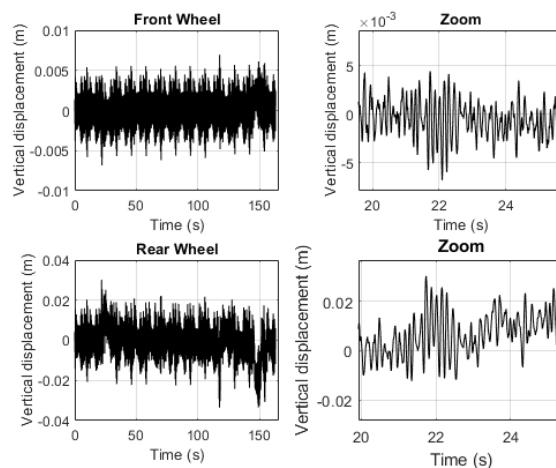 Front Wheel
Vertical displacement (m)
0.01
0.005
0
-0.005
-0.01
0 50 100 150
Time (s)
Zoom
×10⁻³
Vertical displacement (m)
5
0
-5
20 22 24
Time (s)
Rear Wheel
Vertical displacement (m)
0.04
0.02
0
-0.02
-0.04
0 50 100 150
Time (s)
Zoom
Vertical displacement (m)
0.02
0
-0.02
20 22 24
Time (s)